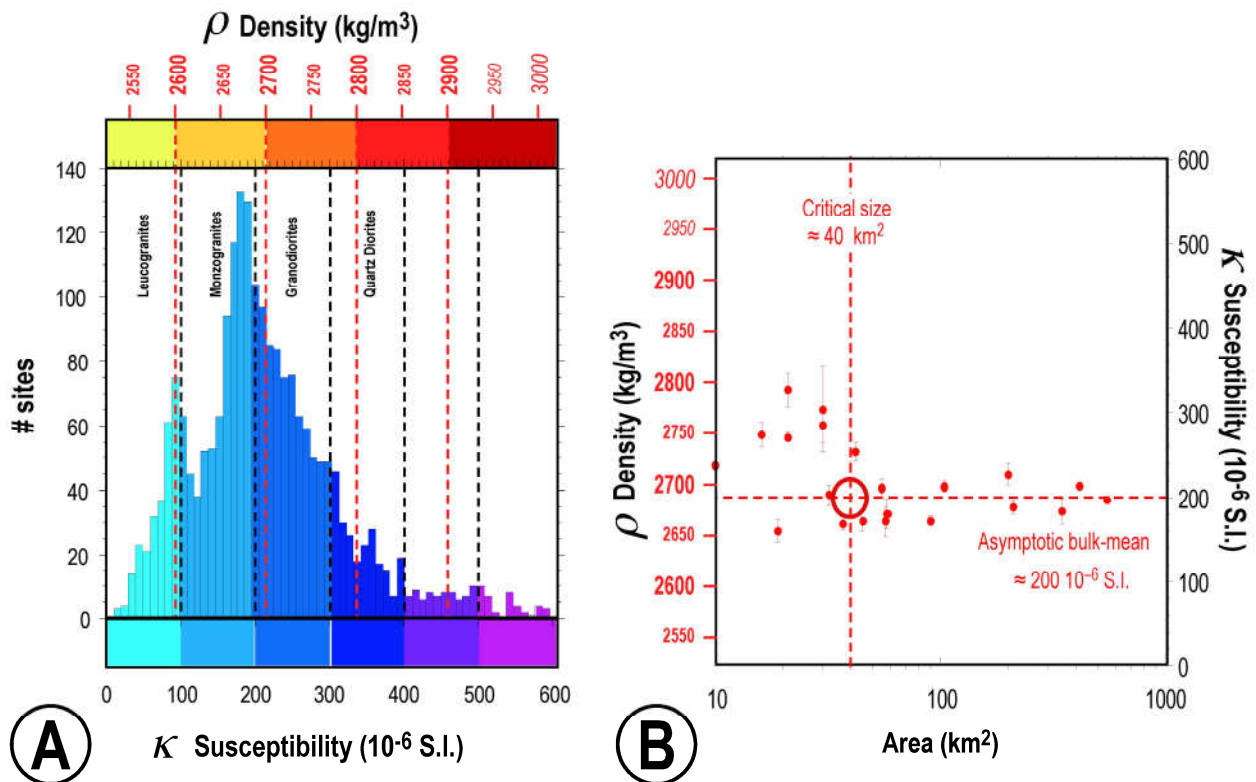 ρ Density (kg/m³)
2550 2600 2650 2700 2750 2800 2850 2900 2950 3000
140
120
100
80
60
40
20
0
# sites
Leucogranites
Monzogranites
Granodiorites
Quartz Diorites
0 100 200 300 400 500 600
A
κ Susceptibility (10⁻⁶ S.I.)
3000
2950
2900
2850
2800
2750
2700
2650
2600
2550
ρ Density (kg/m³)
Critical size
≈ 40 km²
Asymptotic bulk-mean
≈ 200 10⁻⁶ S.I.
600
500
400
300
200
100
0
κ Susceptibility (10⁻⁶ S.I.)
10 100 1000
B
Area (km²)